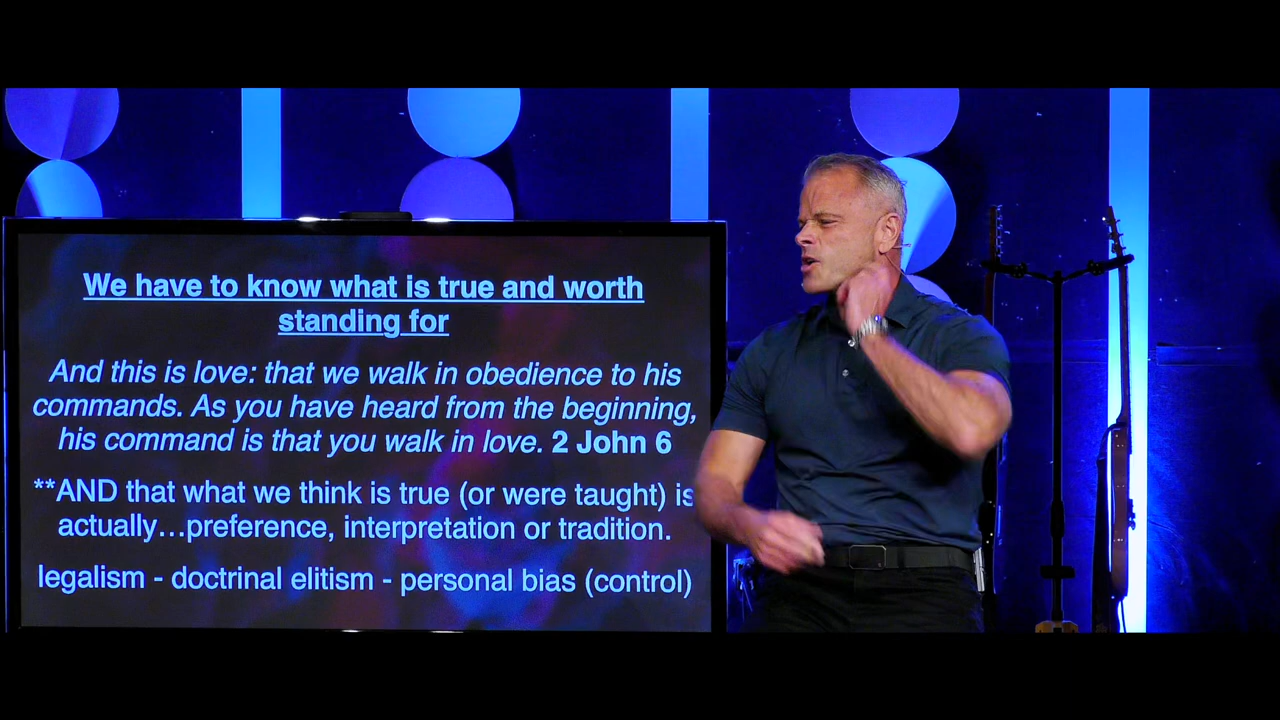 We have to know what is true and worth
standing for
And this is love: that we walk in obedience to his
commands. As you have heard from the beginning,
his command is that you walk in love. 2 John 6
**AND that what we think is true (or were taught) is
actually…preference, interpretation or tradition.
legalism - doctrinal elitism - personal bias (control)